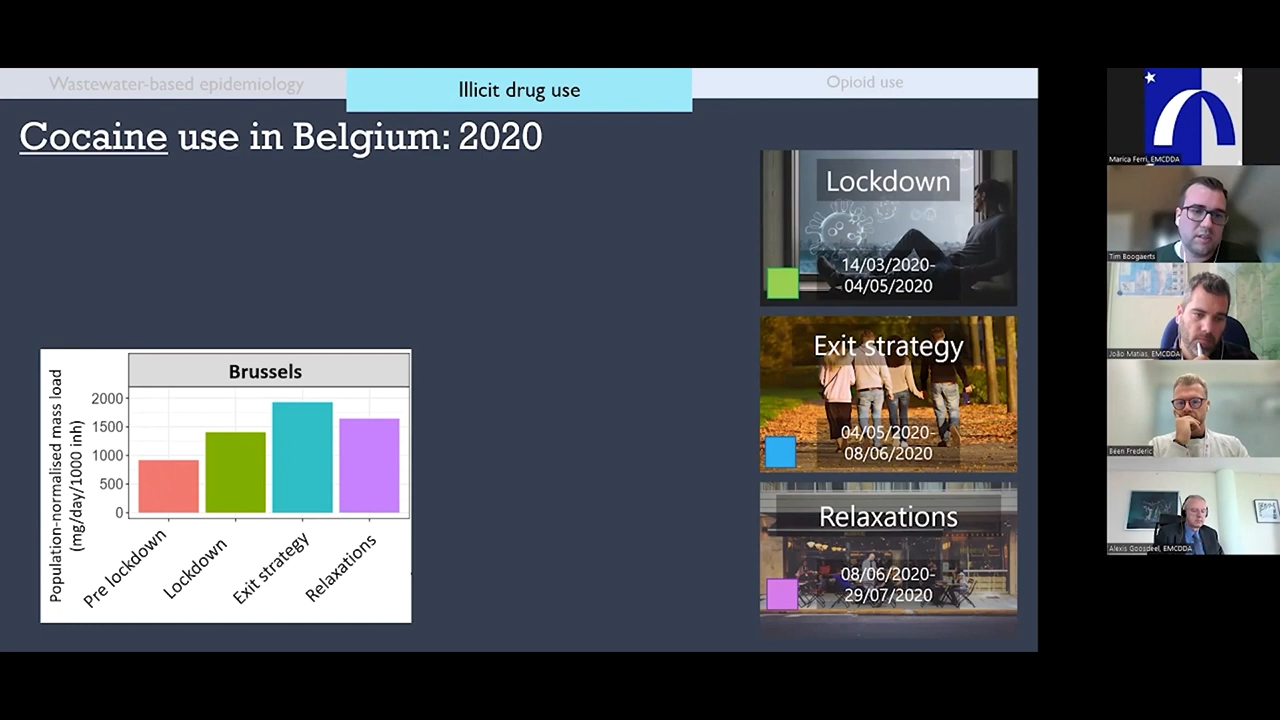 Wastewater-based epidemiology
Illicit drug use
Opioid use
Cocaine use in Belgium: 2020
Lockdown
14/03/2020-
04/05/2020
Exit strategy
04/05/2020-
08/06/2020
Relaxations
08/06/2020-
29/07/2020
Population-normalised mass load
(mg/day/1000 inh)
Brussels
2000
1500
1000
500
0
Pre lockdown
Lockdown
Exit strategy
Relaxations
Marica Ferri, EMCDDA
Tim Boogaerts
João Matias, EMCDDA
Béen Frederic
Alexis Goosdeel, EMCDDA